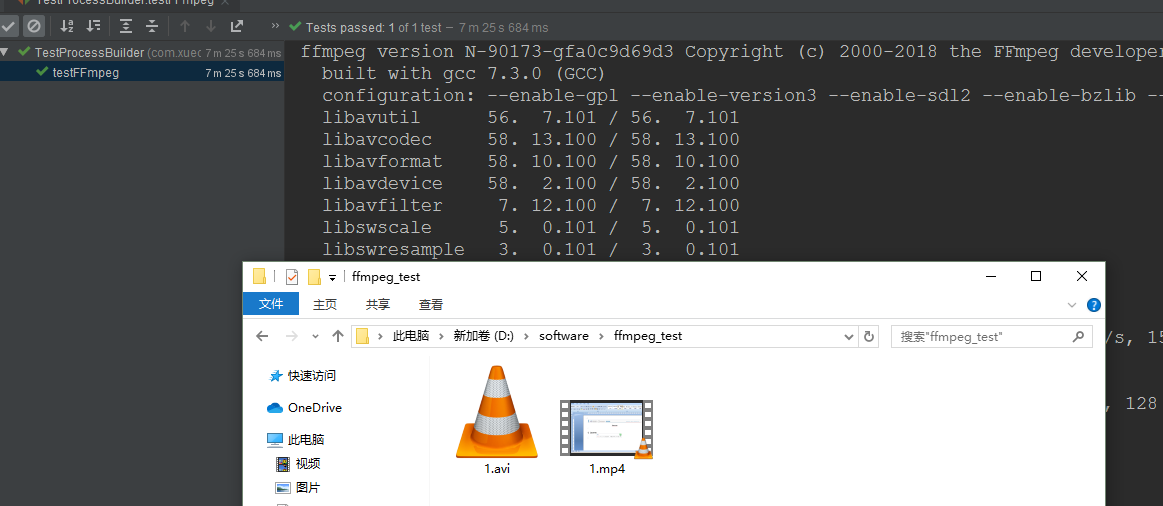 TestProcessBuilder.testFFmpeg
Tests passed: 1 of 1 test – 7 m 25 s 684 ms
TestProcessBuilder (com.xuec 7 m 25 s 684 ms
testFFmpeg 7 m 25 s 684 ms
ffmpeg version N-90173-gfa0c9d69d3 Copyright (c) 2000-2018 the FFmpeg developer
built with gcc 7.3.0 (GCC)
configuration: --enable-gpl --enable-version3 --enable-sdl2 --enable-bzlib --
libavutil 56. 7.101 / 56. 7.101
libavcodec 58. 13.100 / 58. 13.100
libavformat 58. 10.100 / 58. 10.100
libavdevice 58. 2.100 / 58. 2.100
libavfilter 7. 12.100 / 7. 12.100
libswscale 5. 0.101 / 5. 0.101
libswresample 3. 0.101 / 3. 0.101
ffmpeg_test
文件 主页 共享 查看
此电脑 新加卷 (D:) software ffmpeg_test 搜索"ffmpeg_test"
/s, 15
快速访问
OneDrive
, 128
此电脑
视频
图片
1.avi 1.mp4